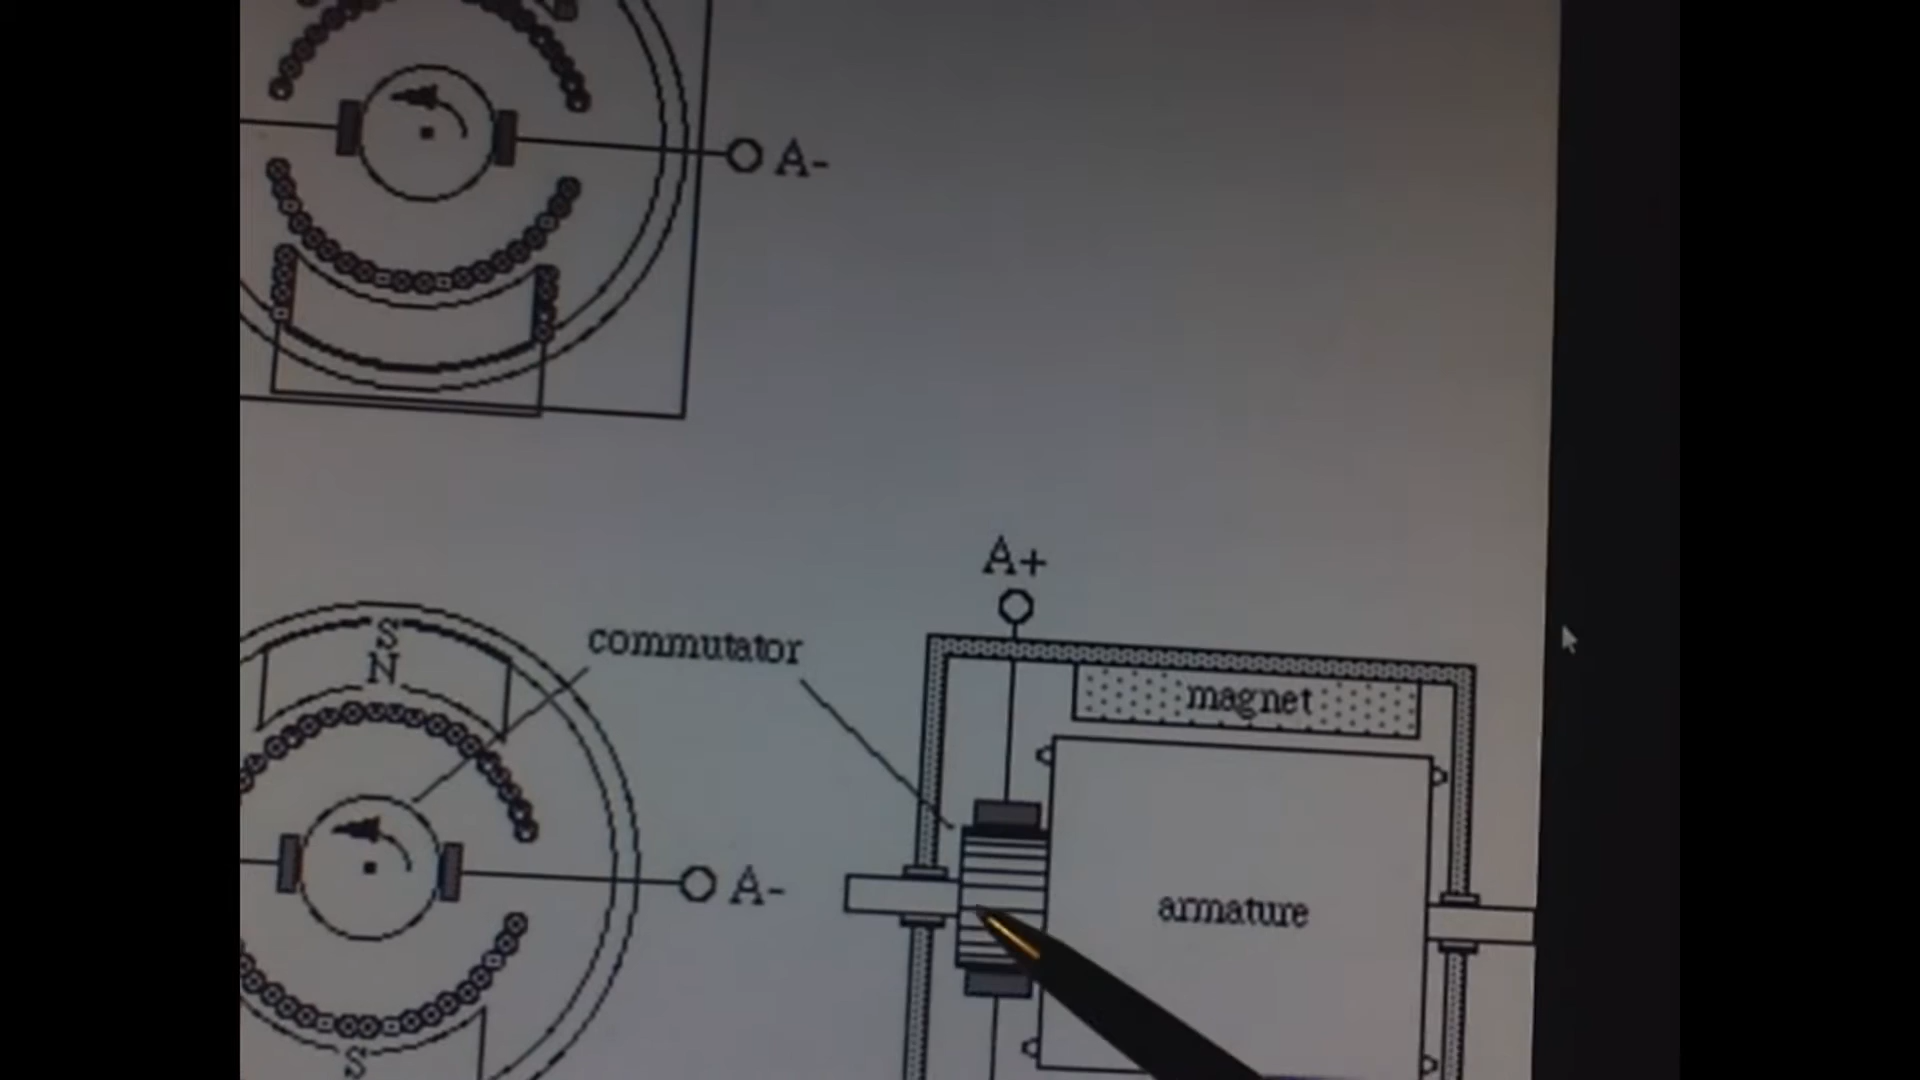 A-
A+
commutator
S
N
magnet
A-
armature
S